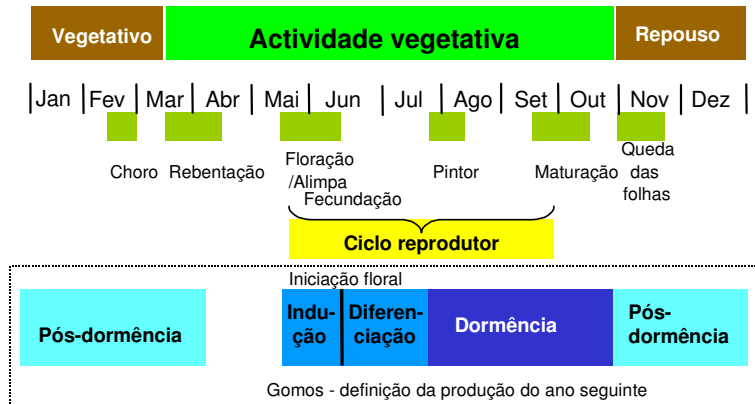 Vegetativo Actividade vegetativa Repouso
|Jan |Fev |Mar |Abr |Mai |Jun |Jul |Ago |Set |Out |Nov |Dez |
Choro Rebentação Floração Pintor Maturação Queda
/Alimpa das
Fecundação folhas
Ciclo reprodutor
Iniciação floral
Pós-dormência Indu- Diferen- Dormência Pós-
ção ciação dormência
Gomos - definição da produção do ano seguinte